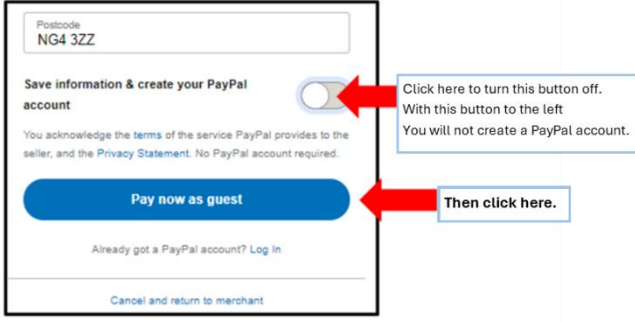 Postcode
NG4 3ZZ
Save information & create your PayPal
account
Click here to turn this button off.
With this button to the left
You will not create a PayPal account.
You acknowledge the terms of the service PayPal provides to the
seller, and the Privacy Statement. No PayPal account required.
Pay now as guest
Then click here.
Already got a PayPal account? Log In
Cancel and return to merchant